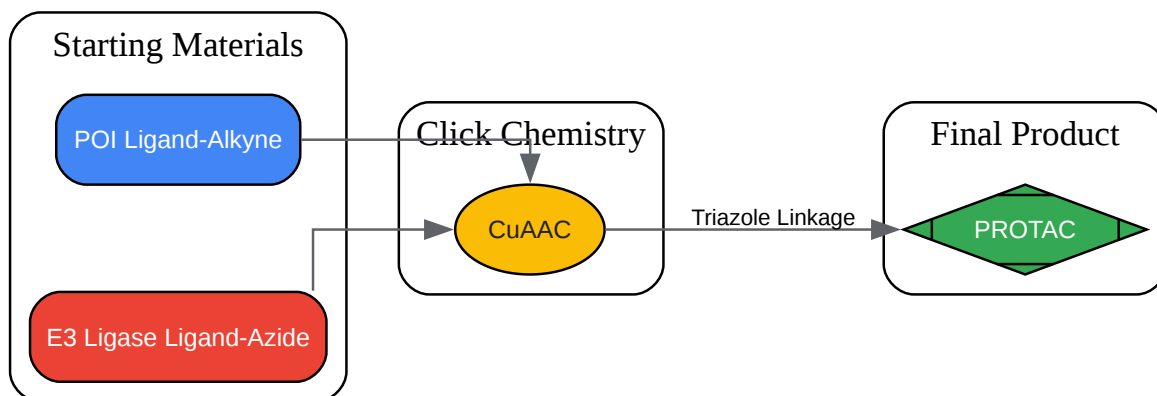 Starting Materials
POI Ligand-Alkyne
E3 Ligase Ligand-Azide
Click Chemistry
CuAAC
Triazole Linkage
Final Product
PROTAC